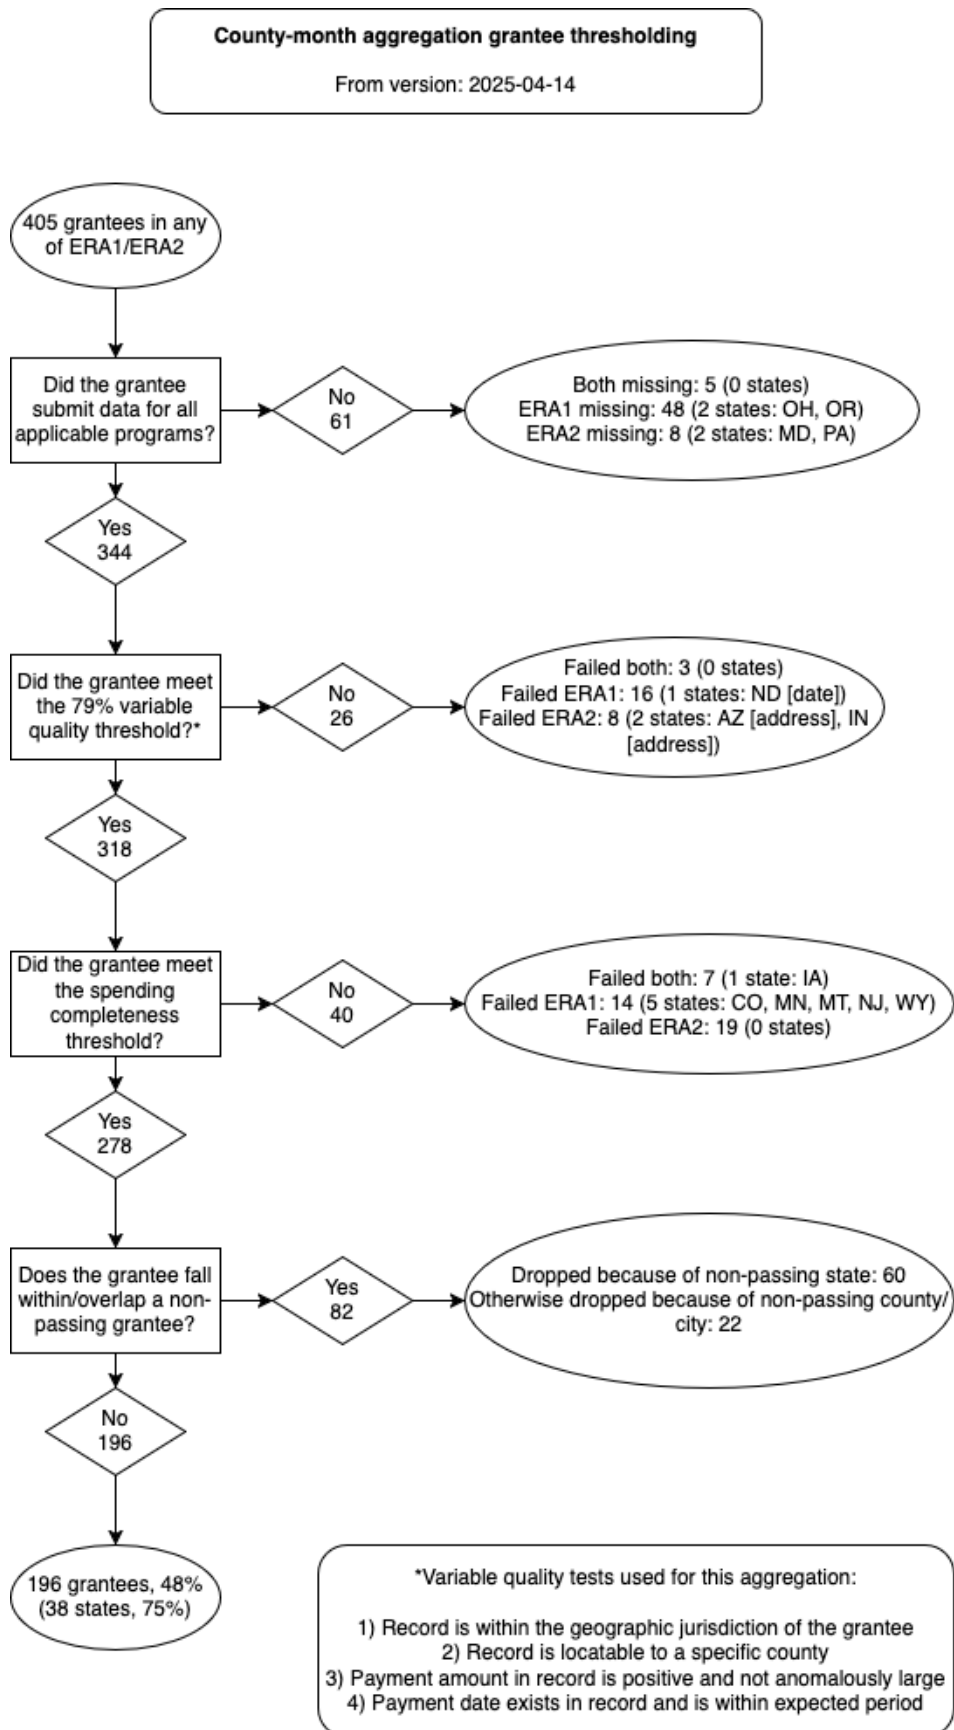 County-month aggregation grantee thresholding
From version: 2025-04-14
405 grantees in any
of ERA1/ERA2
Did the grantee
submit data for all
applicable programs?
No
61
Both missing: 5 (0 states)
ERA1 missing: 48 (2 states: OH, OR)
ERA2 missing: 8 (2 states: MD, PA)
Yes
344
Did the grantee meet
the 79% variable
quality threshold?*
No
26
Failed both: 3 (0 states)
Failed ERA1: 16 (1 states: ND [date])
Failed ERA2: 8 (2 states: AZ [address], IN
[address])
Yes
318
Did the grantee meet
the spending
completeness
threshold?
No
40
Failed both: 7 (1 state: IA)
Failed ERA1: 14 (5 states: CO, MN, MT, NJ, WY)
Failed ERA2: 19 (0 states)
Yes
278
Does the grantee fall
within/overlap a non-
passing grantee?
Yes
82
Dropped because of non-passing state: 60
Otherwise dropped because of non-passing county/
city: 22
No
196
196 grantees, 48%
(38 states, 75%)
*Variable quality tests used for this aggregation:
1) Record is within the geographic jurisdiction of the grantee
2) Record is locatable to a specific county
3) Payment amount in record is positive and not anomalously large
4) Payment date exists in record and is within expected period